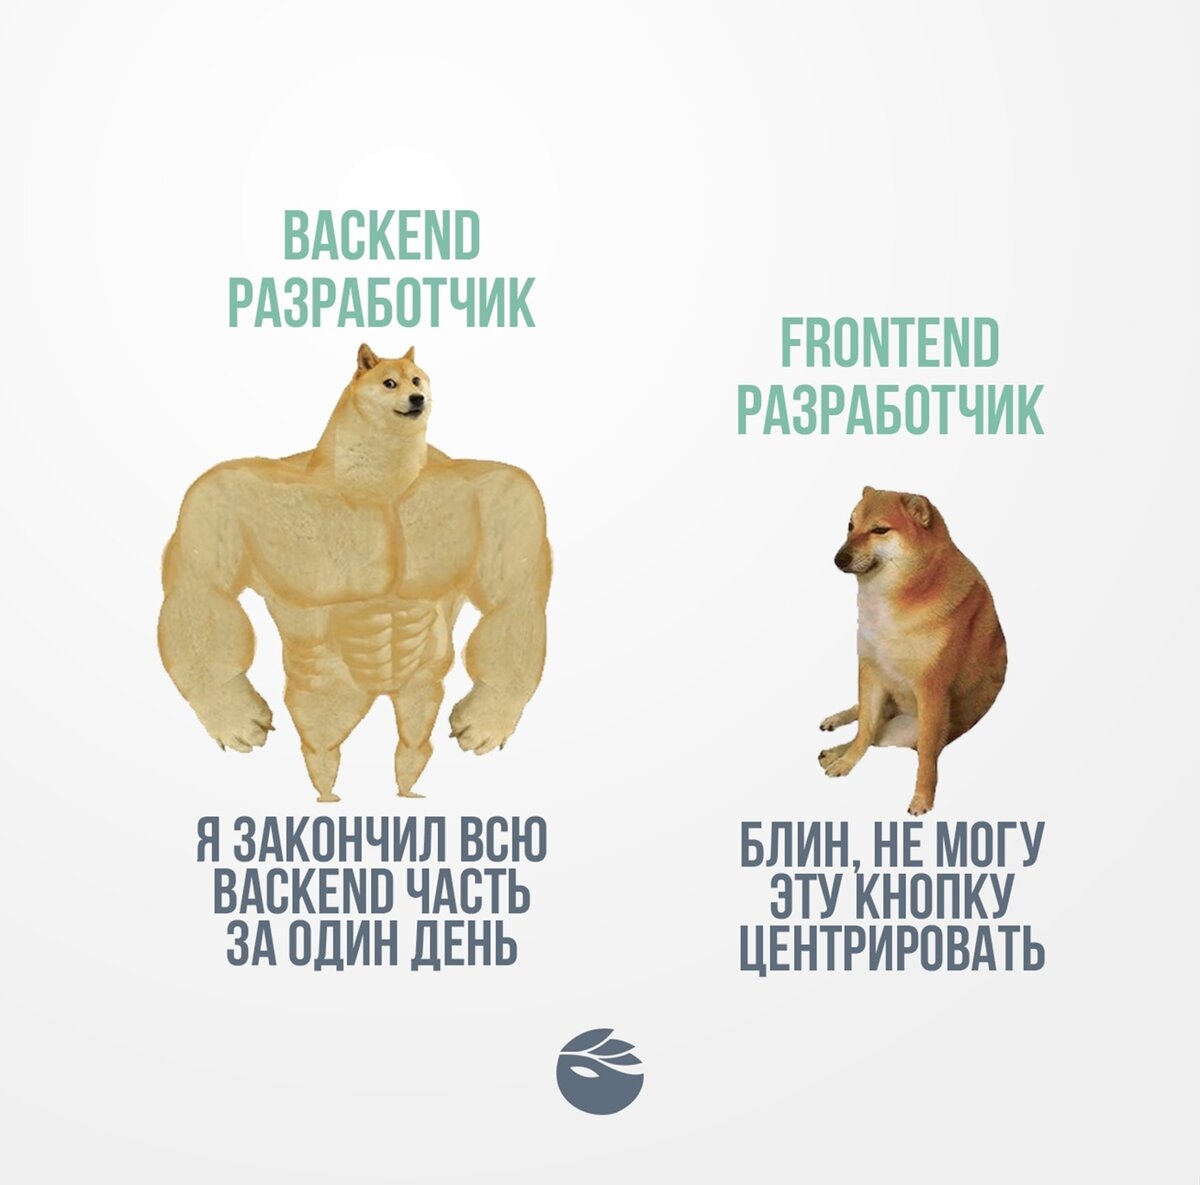 BACKEND
РАЗРАБОТЧИК
Я ЗАКОНЧИЛ ВСЮ
BACKEND ЧАСТЬ
ЗА ОДИН ДЕНЬ
FRONTEND
РАЗРАБОТЧИК
БЛИН, НЕ МОГУ
ЭТУ КНОПКУ
ЦЕНТРИРОВАТЬ